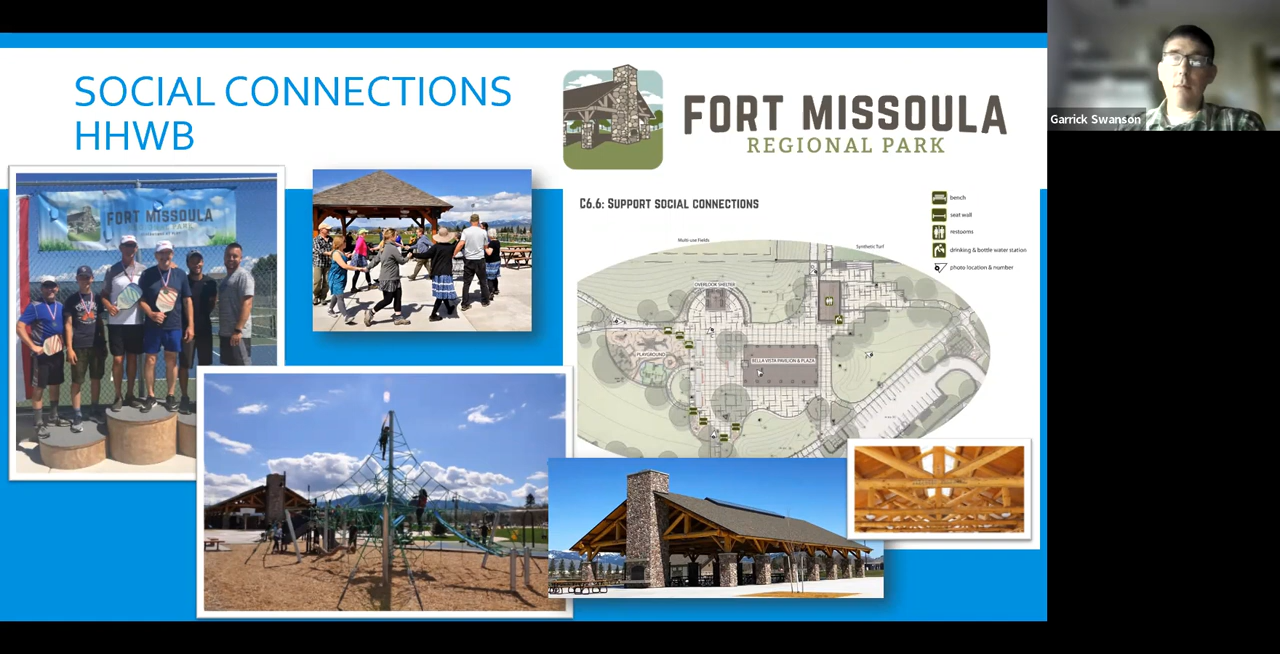 SOCIAL CONNECTIONS
HHWB
FORT MISSOULA
REGIONAL PARK
FORT MISSOULA
C6.6: SUPPORT SOCIAL CONNECTIONS
bench
seat wall
restooms
drinking & bottle water station
photo location & number
Multi use Fields
Synthetic Turf
OVERLOOK SHELTER
PLAYGROUND
BELLA VISTA PAVILION & PLAZA
Garrick Swanson